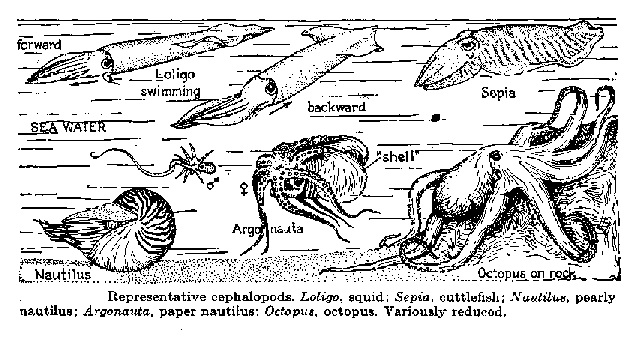 forward
Loligo
swimming
backward
Sepia
SEA WATER
♂
♀
"shell"
Argonauta
Nautilus
Octopus on rock
Representative cephalopods. Loligo, squid; Sepia, cuttlefish; Nautilus, pearly
nautilus; Argonauta, paper nautilus; Octopus, octopus. Variously reduced.